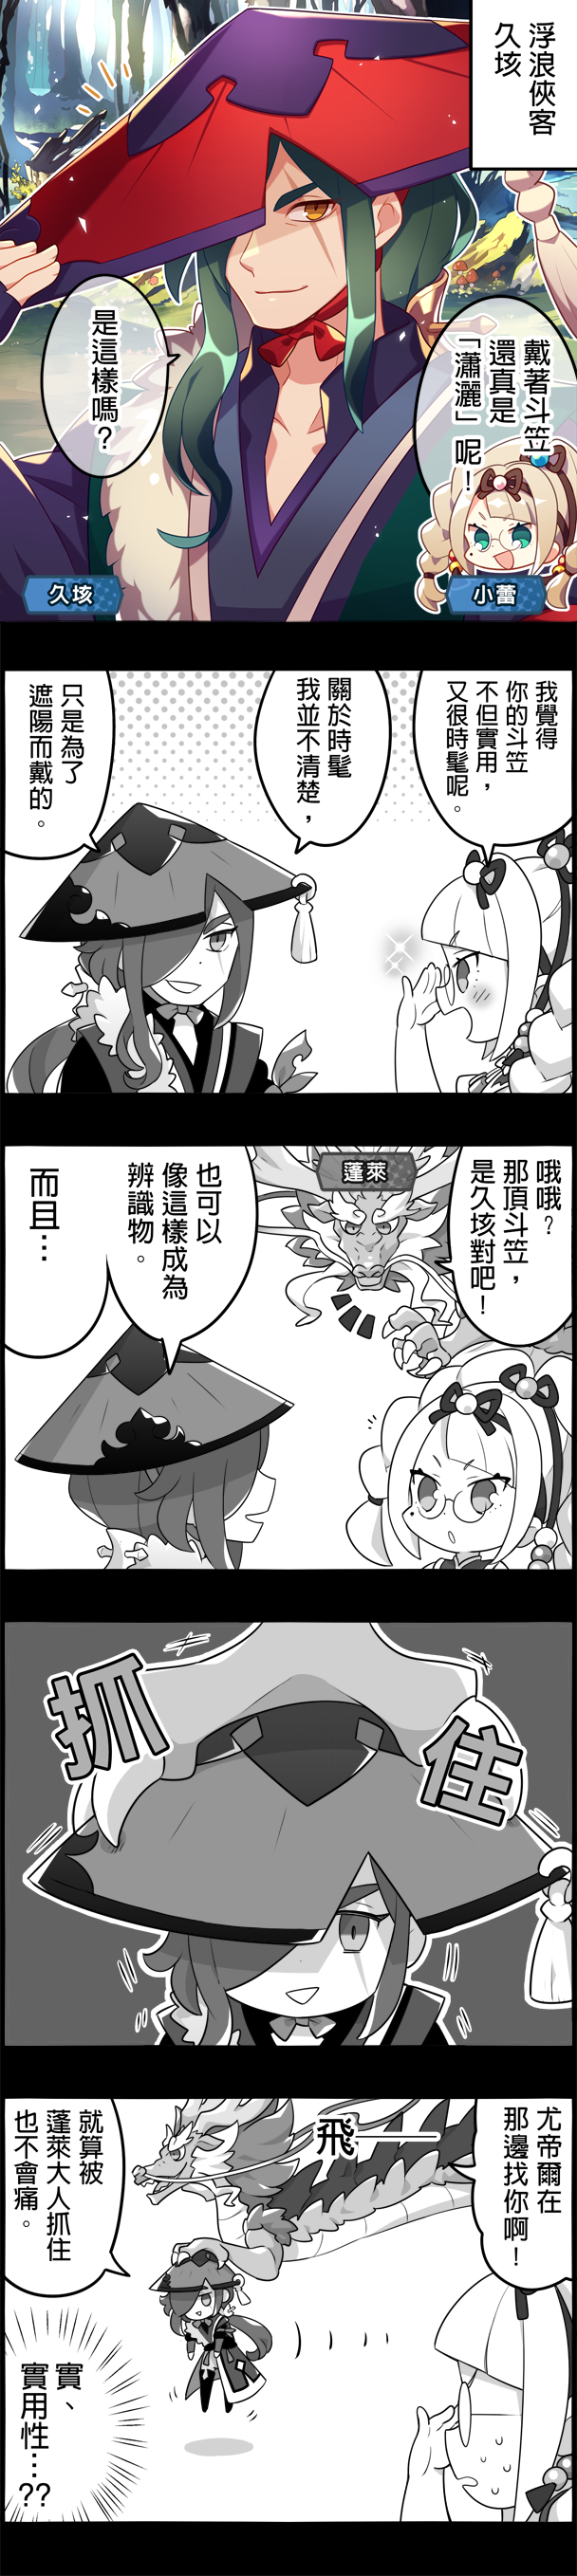 浮浪俠客
久垓
戴著斗笠
還真是
「瀟灑」呢！
是這樣嗎？
久垓
小蕾
我覺得
你的斗笠
不但實用，
又很時髦呢。
關於時髦
我並不清楚，
只是為了
遮陽而戴的。
哦哦？
那頂斗笠，
是久垓對吧！
蓬萊
也可以
像這樣成為
辨識物。
而且…
抓
住
尤帝爾在
那邊找你啊！
飛——
就算被
蓬萊大人抓住
也不會痛。
實、
實用性…??